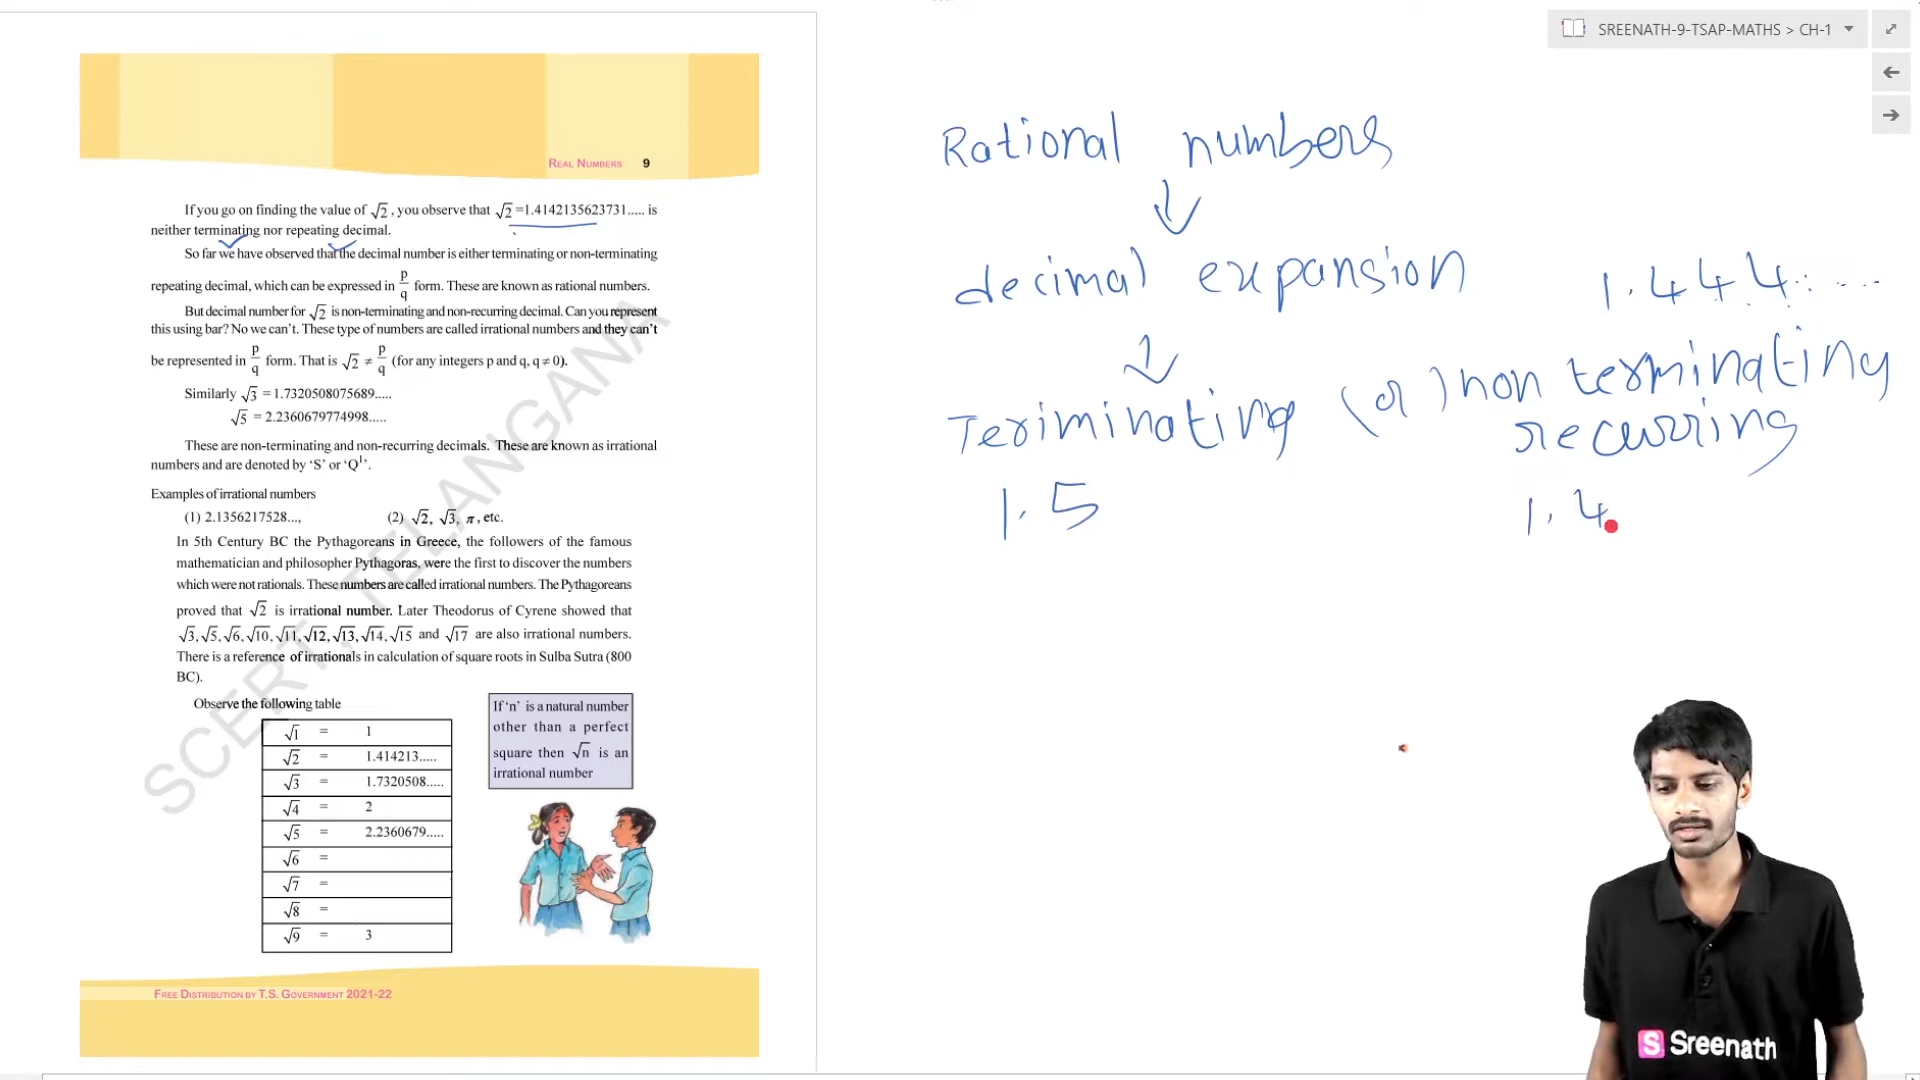 SREENATH-9-TSAP-MATHS > CH-1
REAL NUMBERS 9
If you go on finding the value of √2, you observe that √2 =1.4142135623731..... is
neither terminating nor repeating decimal.
So far we have observed that the decimal number is either terminating or non-terminating
repeating decimal, which can be expressed in p/q form. These are known as rational numbers.
But decimal number for √2 is non-terminating and non-recurring decimal. Can you represent
this using bar? No we can't. These type of numbers are called irrational numbers and they can't
be represented in p/q form. That is √2 ≠ p/q (for any integers p and q, q ≠ 0).
Similarly √3 =1.7320508075689.....
√5 = 2.2360679774998.....
These are non-terminating and non-recurring decimals. These are known as irrational
numbers and are denoted by 'S' or 'Q¹'.
Examples of irrational numbers
(1) 2.1356217528..., (2) √2, √3, π, etc.
In 5th Century BC the Pythagoreans in Greece, the followers of the famous
mathematician and philosopher Pythagoras, were the first to discover the numbers
which were not rationals. These numbers are called irrational numbers. The Pythagoreans
proved that √2 is irrational number. Later Theodorus of Cyrene showed that
√3, √5, √6, √10, √11, √12, √13, √14, √15 and √17 are also irrational numbers.
There is a reference of irrationals in calculation of square roots in Sulba Sutra (800
BC).
Observe the following table
√1 = 1
√2 = 1.414213.....
√3 = 1.7320508.....
√4 = 2
√5 = 2.2360679.....
√6 =
√7 =
√8 =
√9 = 3
If 'n' is a natural number
other than a perfect
square then √n is an
irrational number
SCERT, TELANGANA
FREE DISTRIBUTION BY T.S. GOVERNMENT 2021-22
Rational numbers
decimal expansion
1.444.....
Teriminating (or) non terminating
recurring
1.5
1.4
S Sreenath